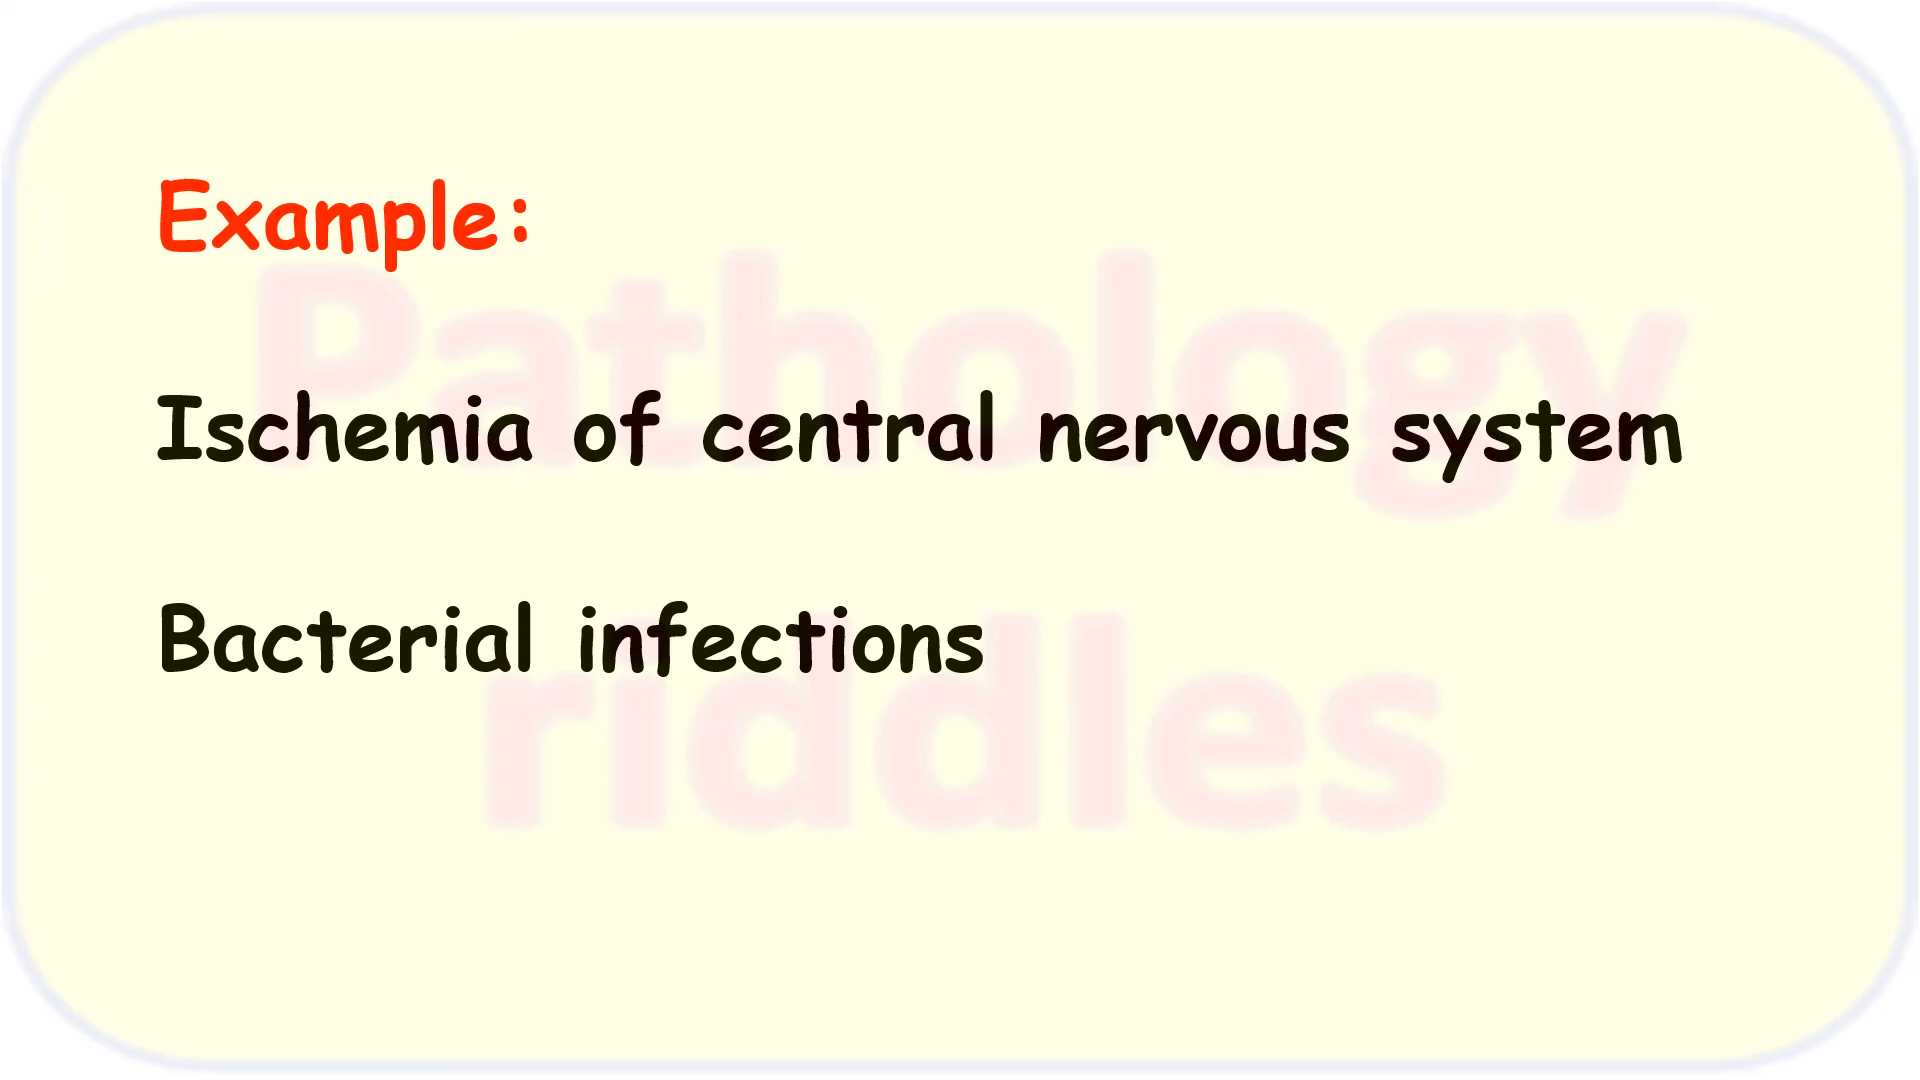 Example:
Ischemia of central nervous system
Bacterial infections
Pathology
riddles